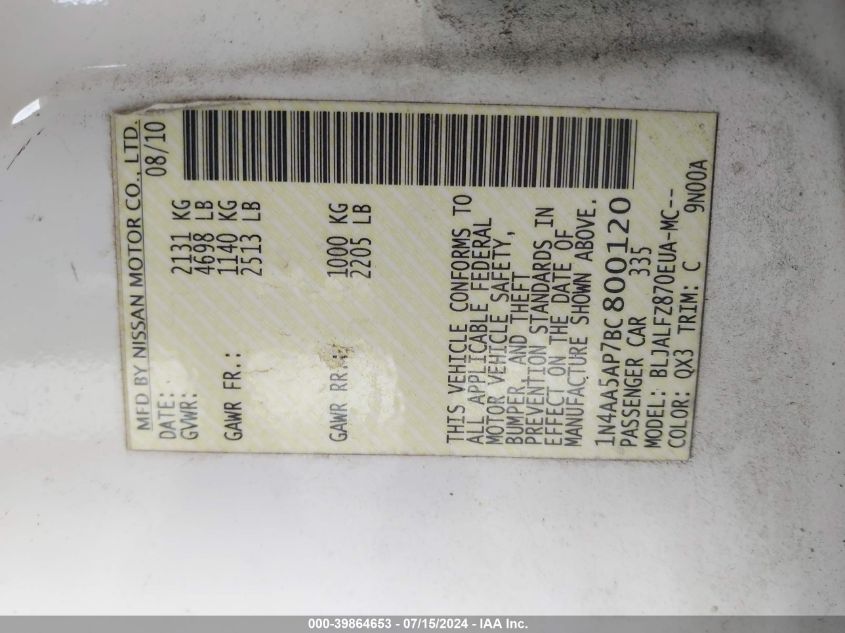 MFD BY NISSAN MOTOR CO., LTD.
DATE: 08/10
GVWR: 2131 KG
4698 LB
GAWR FR.: 1140 KG
2513 LB
GAWR RR.: 1000 KG
2205 LB
THIS VEHICLE CONFORMS TO
ALL APPLICABLE FEDERAL
MOTOR VEHICLE SAFETY,
BUMPER, AND THEFT
PREVENTION STANDARDS IN
EFFECT ON THE DATE OF
MANUFACTURE SHOWN ABOVE.
1N4AA5AP7BC800120
PASSENGER CAR 335
MODEL: BLJALFZ870EUA-MC--
COLOR: QX3 TRIM: C 9N00A
000-39864653 - 07/15/2024 - IAA Inc.